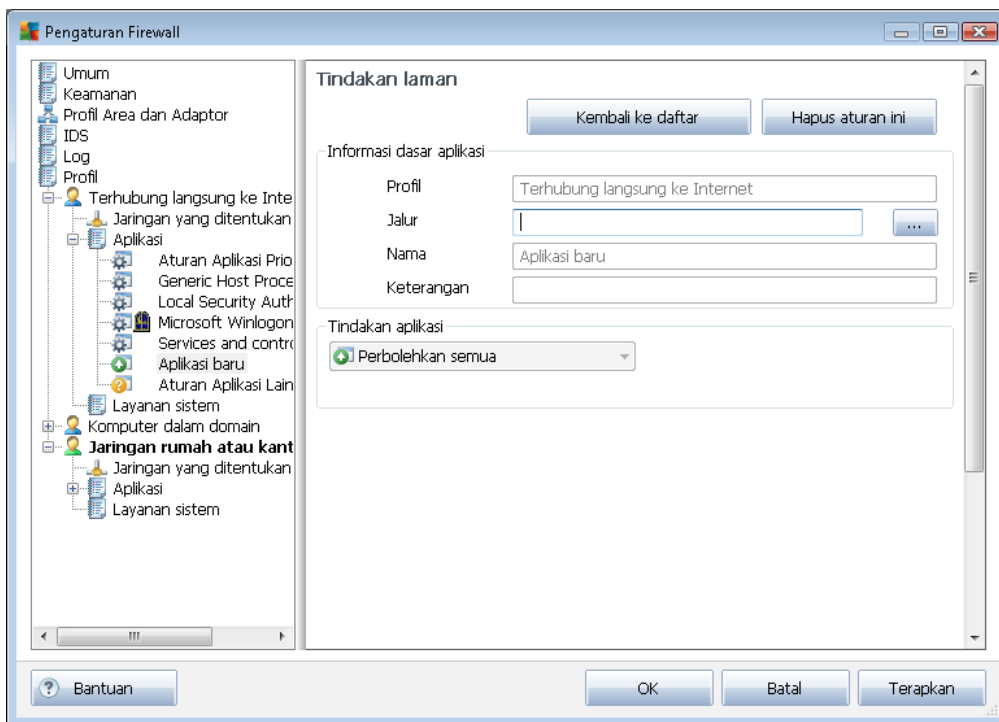 Pengaturan Firewall
Umum
Keamanan
Profil Area dan Adaptor
IDS
Log
Profil
Terhubung langsung ke Inte
Jaringan yang ditentukan
Aplikasi
Aturan Aplikasi Prio
Generic Host Proce
Local Security Auth
Microsoft Winlogon
Services and contro
Aplikasi baru
Aturan Aplikasi Lain
Layanan sistem
Komputer dalam domain
Jaringan rumah atau kant
Jaringan yang ditentukan
Aplikasi
Layanan sistem
Tindakan laman
Kembali ke daftar
Hapus aturan ini
Informasi dasar aplikasi
Profil
Terhubung langsung ke Internet
Jalur
...
Nama
Aplikasi baru
Keterangan
Tindakan aplikasi
Perbolehkan semua
Bantuan
OK
Batal
Terapkan